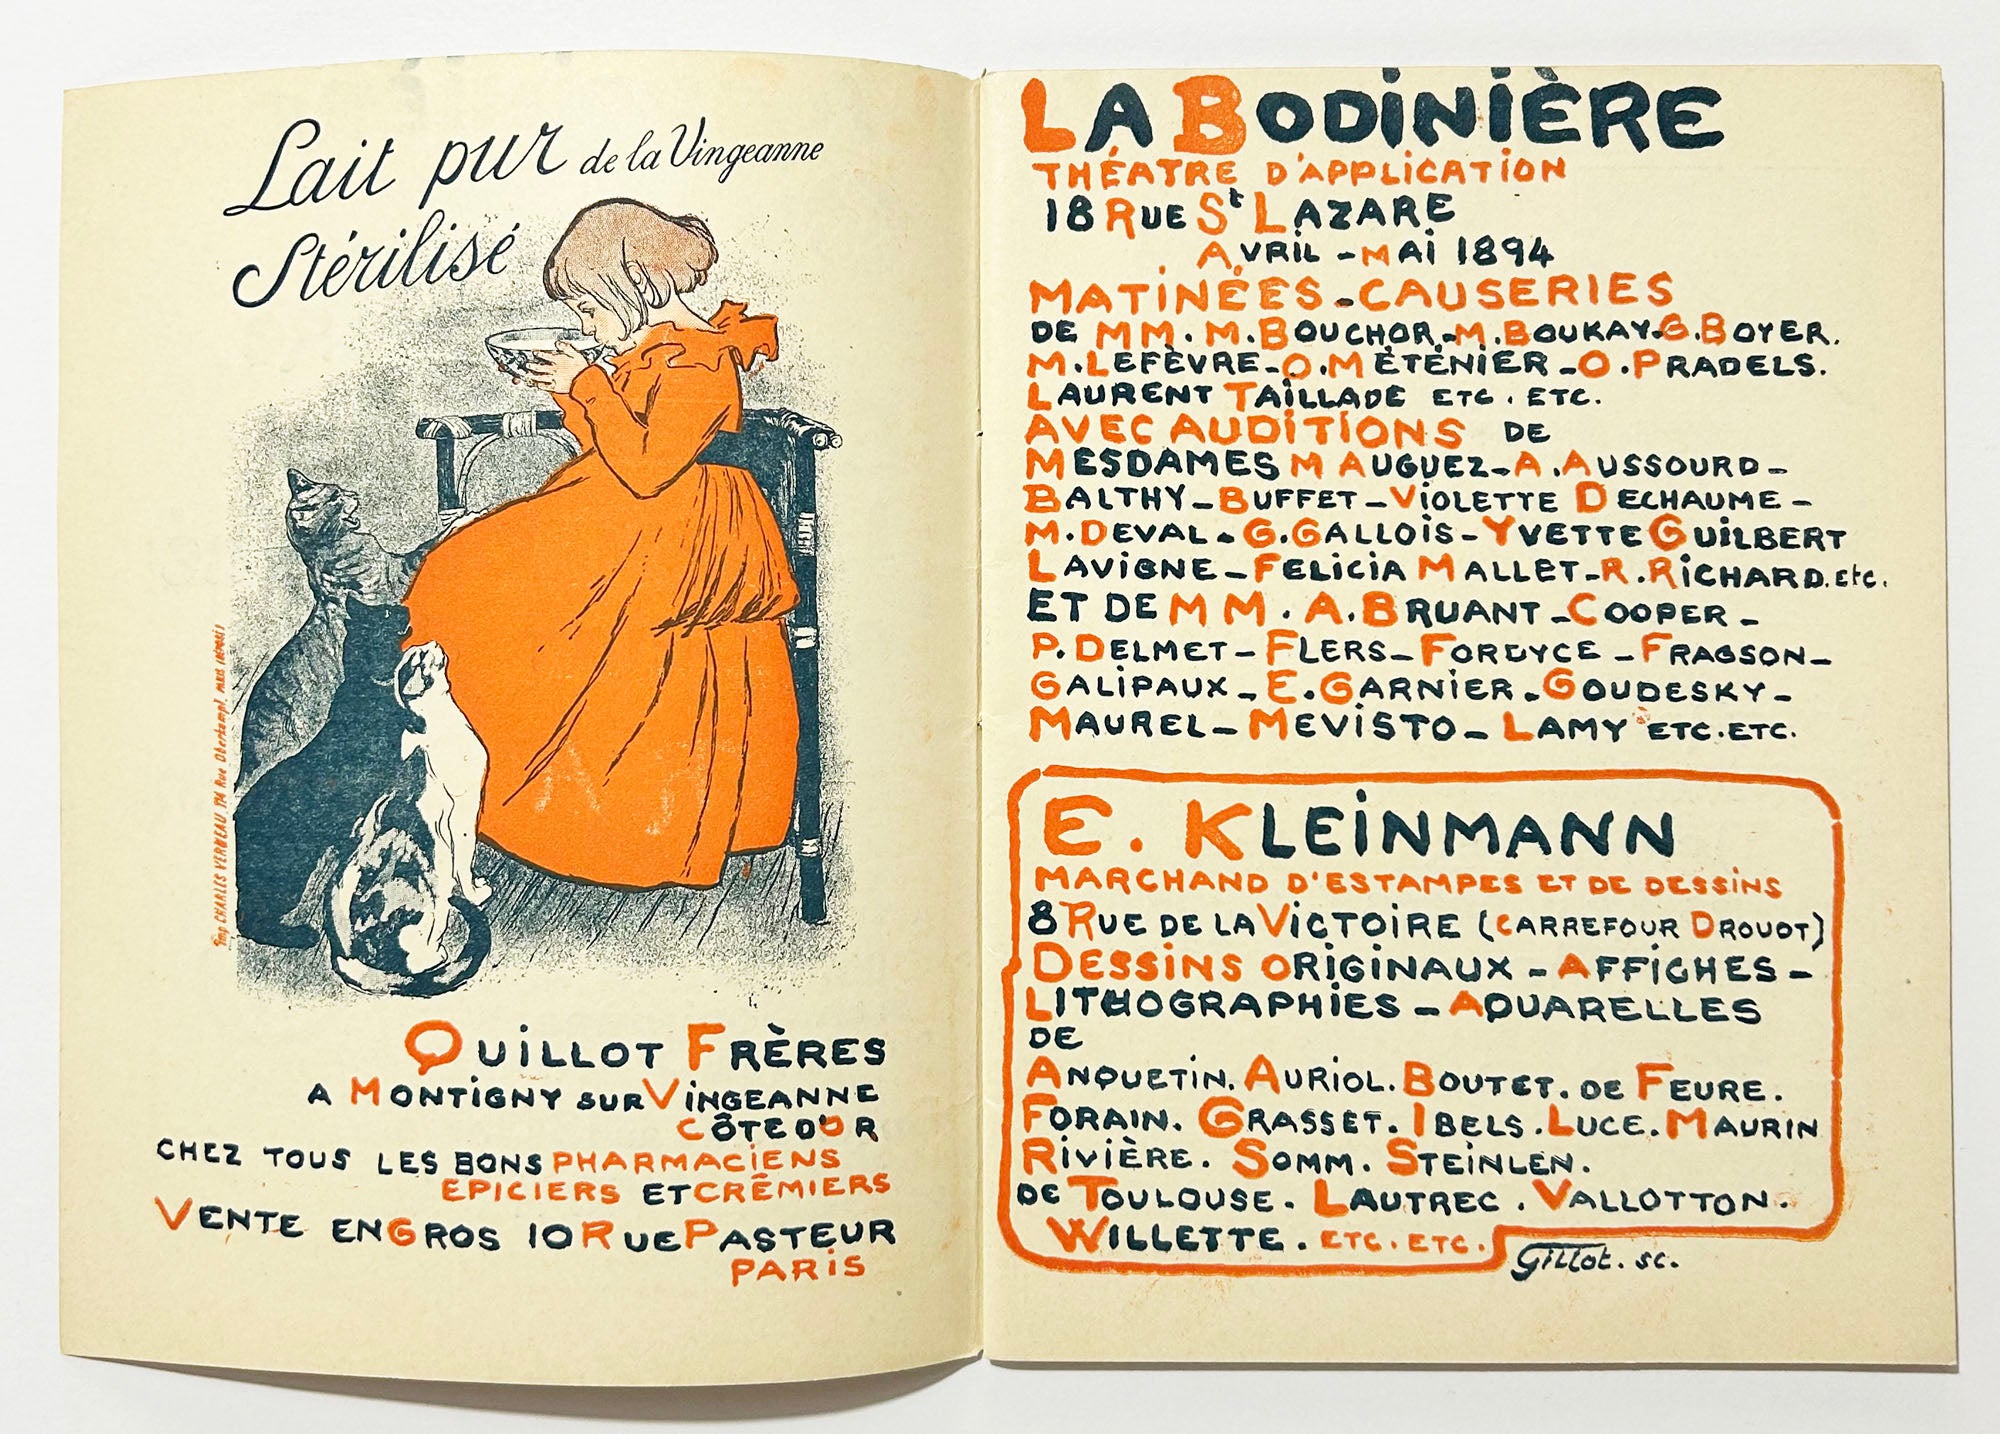 Lait pur de la Vingeanne
Stérilisé
Imp CHARLES VERNEAU, 114 Rue Oberkampf, PARIS
QUILLOT FRÈRES
A MONTIGNY SUR VINGEANNE
CÔTE D'OR
CHEZ TOUS LES BONS PHARMACIENS
EPICIERS ET CRÊMIERS
VENTE EN GROS 10 RUE PASTEUR
PARIS
LA BODINIÈRE
THÉATRE D'APPLICATION
18 RUE St LAZARE
AVRIL - MAI 1894
MATINÉES - CAUSERIES
DE MM. M. BOUCHOR - M. BOUKAY - G. BOYER.
M. LEFÈVRE - O. MÉTÉNIER - O. PRADELS.
LAURENT TAILLADE ETC. ETC.
AVEC AUDITIONS DE
MESDAMES M AUGUEZ - A. AUSSOURD -
BALTHY - BUFFET - VIOLETTE DECHAUME -
M. DEVAL - G. GALLOIS - YVETTE GUILBERT
LAVIGNE - FELICIA MALLET - R. RICHARD. etc.
ET DE MM. A. BRUANT - COOPER -
P. DELMET - FLERS - FORDYCE - FRAGSON -
GALIPAUX - E. GARNIER - GOUDESKY -
MAUREL - MEVISTO - LAMY ETC. ETC.
E. KLEINMANN
MARCHAND D'ESTAMPES ET DE DESSINS
8 RUE DE LA VICTOIRE (CARREFOUR DROUOT)
DESSINS ORIGINAUX - AFFICHES -
LITHOGRAPHIES - AQUARELLES
DE
ANQUETIN. AURIOL. BOUTET. DE FEURE.
FORAIN. GRASSET. IBELS. LUCE. MAURIN
RIVIÈRE. SOMM. STEINLEN.
DE TOULOUSE. LAUTREC. VALLOTTON.
WILLETTE. ETC. ETC.
Gillot. sc.